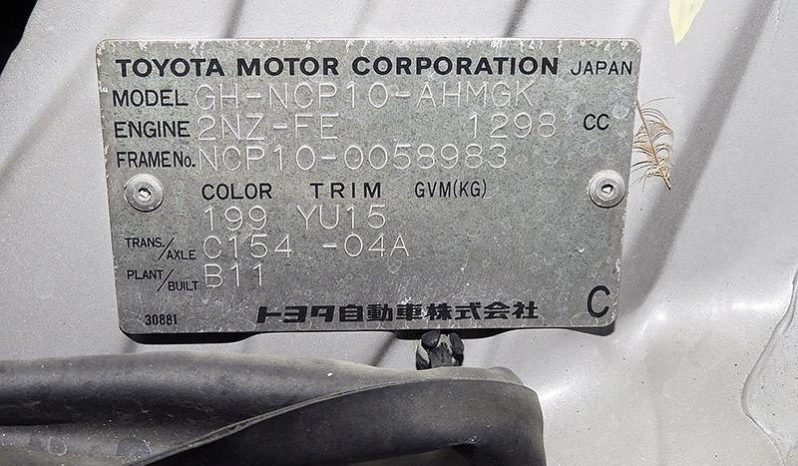 TOYOTA MOTOR CORPORATION JAPAN
MODEL GH-NCP10-AHMGK
ENGINE 2NZ-FE 1298 CC
FRAME No. NCP10-0058983
COLOR TRIM GVM(KG)
199 YU15
TRANS./AXLE C154 -04A
PLANT/BUILT B11
30881 トヨタ自動車株式会社 C